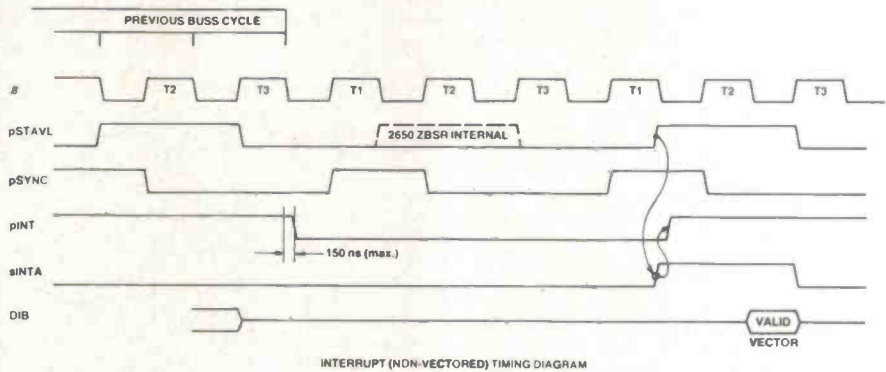 PREVIOUS BUSS CYCLE
ø
T2
T3
T1
T2
T3
T1
T2
T3
pSTAVL
2650 ZBSR INTERNAL
pSYNC
pINT
150 ns (max.)
sINTA
DIB
VALID
VECTOR
INTERRUPT (NON-VECTORED) TIMING DIAGRAM